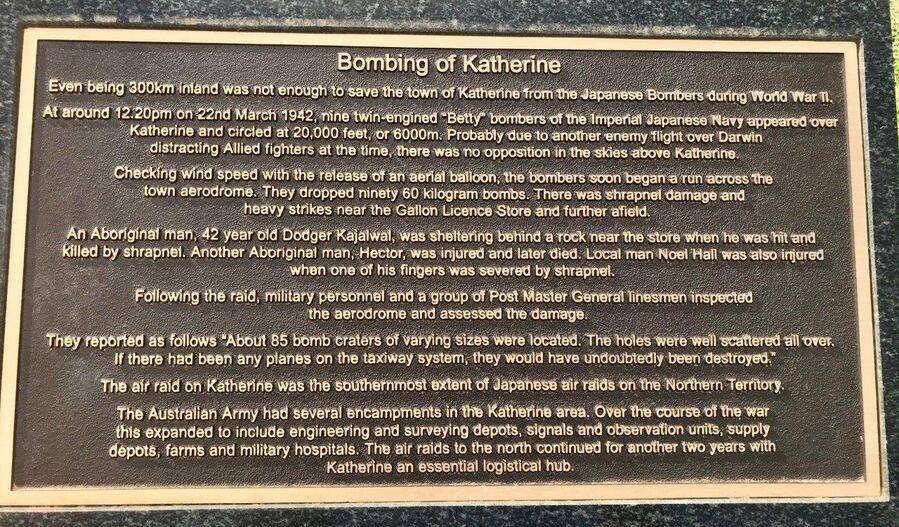 Bombing of Katherine
Even being 300km inland was not enough to save the town of Katherine from the Japanese Bombers during World War II.
At around 12.20pm on 22nd March 1942, nine twin-engined "Betty" bombers of the Imperial Japanese Navy appeared over
Katherine and circled at 20,000 feet, or 6000m. Probably due to another enemy flight over Darwin
distracting Allied fighters at the time, there was no opposition in the skies above Katherine.
Checking wind speed with the release of an aerial balloon, the bombers soon began a run across the
town aerodrome. They dropped ninety 60 kilogram bombs. There was shrapnel damage and
heavy strikes near the Gallon Licence Store and further afield.
An Aboriginal man, 42 year old Dodger Kajalwal, was sheltering behind a rock near the store when he was hit and
killed by shrapnel. Another Aboriginal man, Hector, was injured and later died. Local man Noel Hall was also injured
when one of his fingers was severed by shrapnel.
Following the raid, military personnel and a group of Post Master General linesmen inspected
the aerodrome and assessed the damage.
They reported as follows "About 85 bomb craters of varying sizes were located. The holes were well scattered all over.
If there had been any planes on the taxiway system, they would have undoubtedly been destroyed."
The air raid on Katherine was the southernmost extent of Japanese air raids on the Northern Territory.
The Australian Army had several encampments in the Katherine area. Over the course of the war
this expanded to include engineering and surveying depots, signals and observation units, supply
depots, farms and military hospitals. The air raids to the north continued for another two years with
Katherine an essential logistical hub.